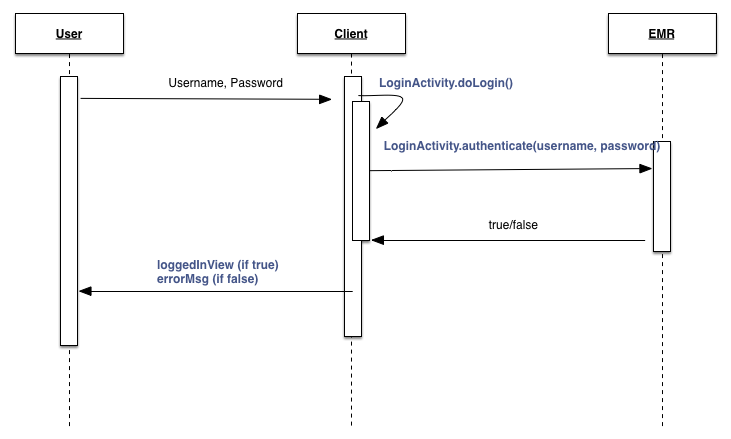 User
Client
EMR
Username, Password
LoginActivity.doLogin()
LoginActivity.authenticate(username, password)
true/false
loggedInView (if true)
errorMsg (if false)